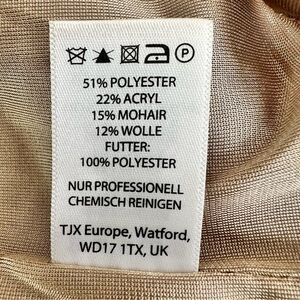 P
51% POLYESTER
22% ACRYL
15% MOHAIR
12% WOLLE
FUTTER:
100% POLYESTER
NUR PROFESSIONELL
CHEMISCH REINIGEN
TJX Europe, Watford,
WD17 1TX, UK